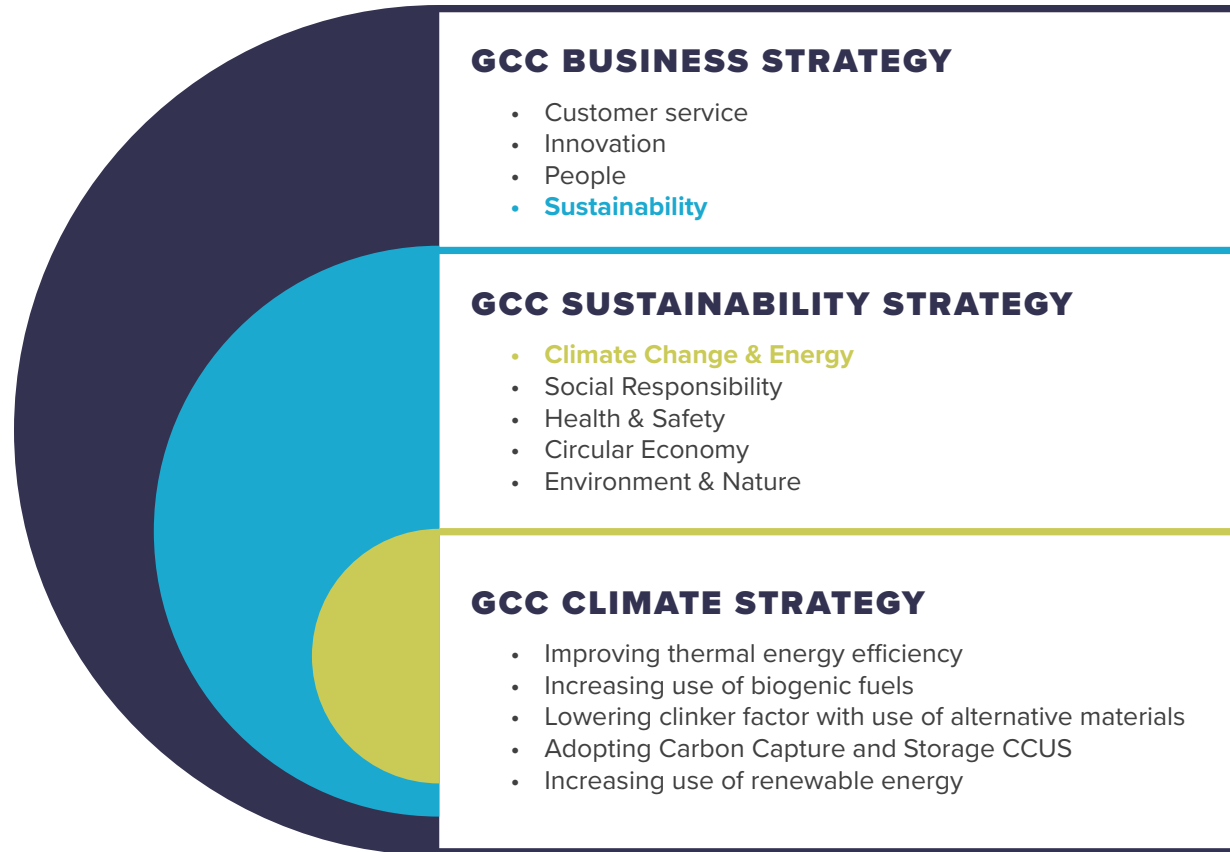 GCC BUSINESS STRATEGY
• Customer service
• Innovation
• People
• Sustainability
GCC SUSTAINABILITY STRATEGY
• Climate Change & Energy
• Social Responsibility
• Health & Safety
• Circular Economy
• Environment & Nature
GCC CLIMATE STRATEGY
• Improving thermal energy efficiency
• Increasing use of biogenic fuels
• Lowering clinker factor with use of alternative materials
• Adopting Carbon Capture and Storage CCUS
• Increasing use of renewable energy